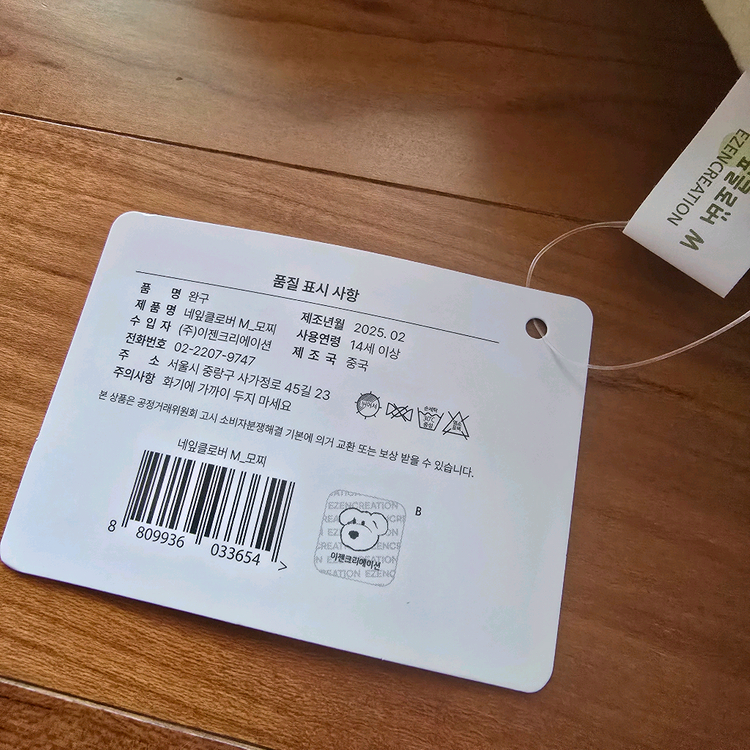 품질 표시 사항
품 명 완구
제 품 명 네잎클로버 M_모찌
제조년월 2025. 02
수 입 자 (주)이젠크리에이션
사용연령 14세 이상
전화번호 02-2207-9747
제 조 국 중국
주 소 서울시 중랑구 사가정로 45길 23
주의사항 화기에 가까이 두지 마세요
본 상품은 공정거래위원회 고시 소비자분쟁해결 기본에 의거 교환 또는 보상 받을 수 있습니다.
네잎클로버 M_모찌
8 809936 033654 >
B
EZENCREATION
이젠크리에이션
EZENCREATION
클로버 M